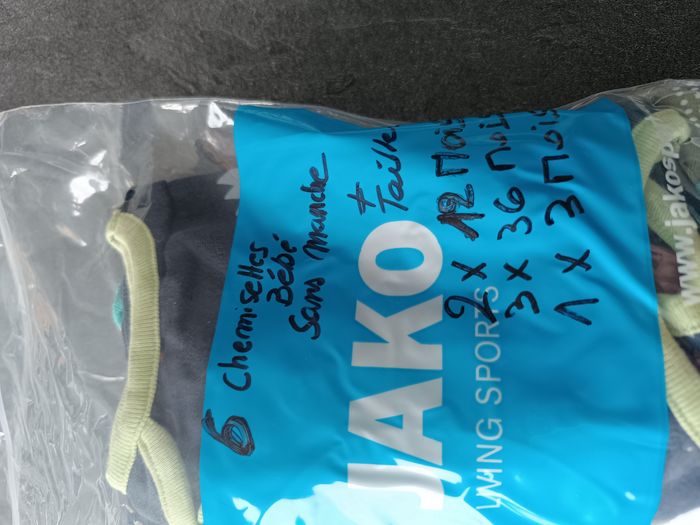 6 Chemiselles
Bébé
Sans manche
+
Taille
2 x 12 Mois
3 x 36 mois
1 x 3 mois
JAKO
LIVING SPORTS
www.jakosp